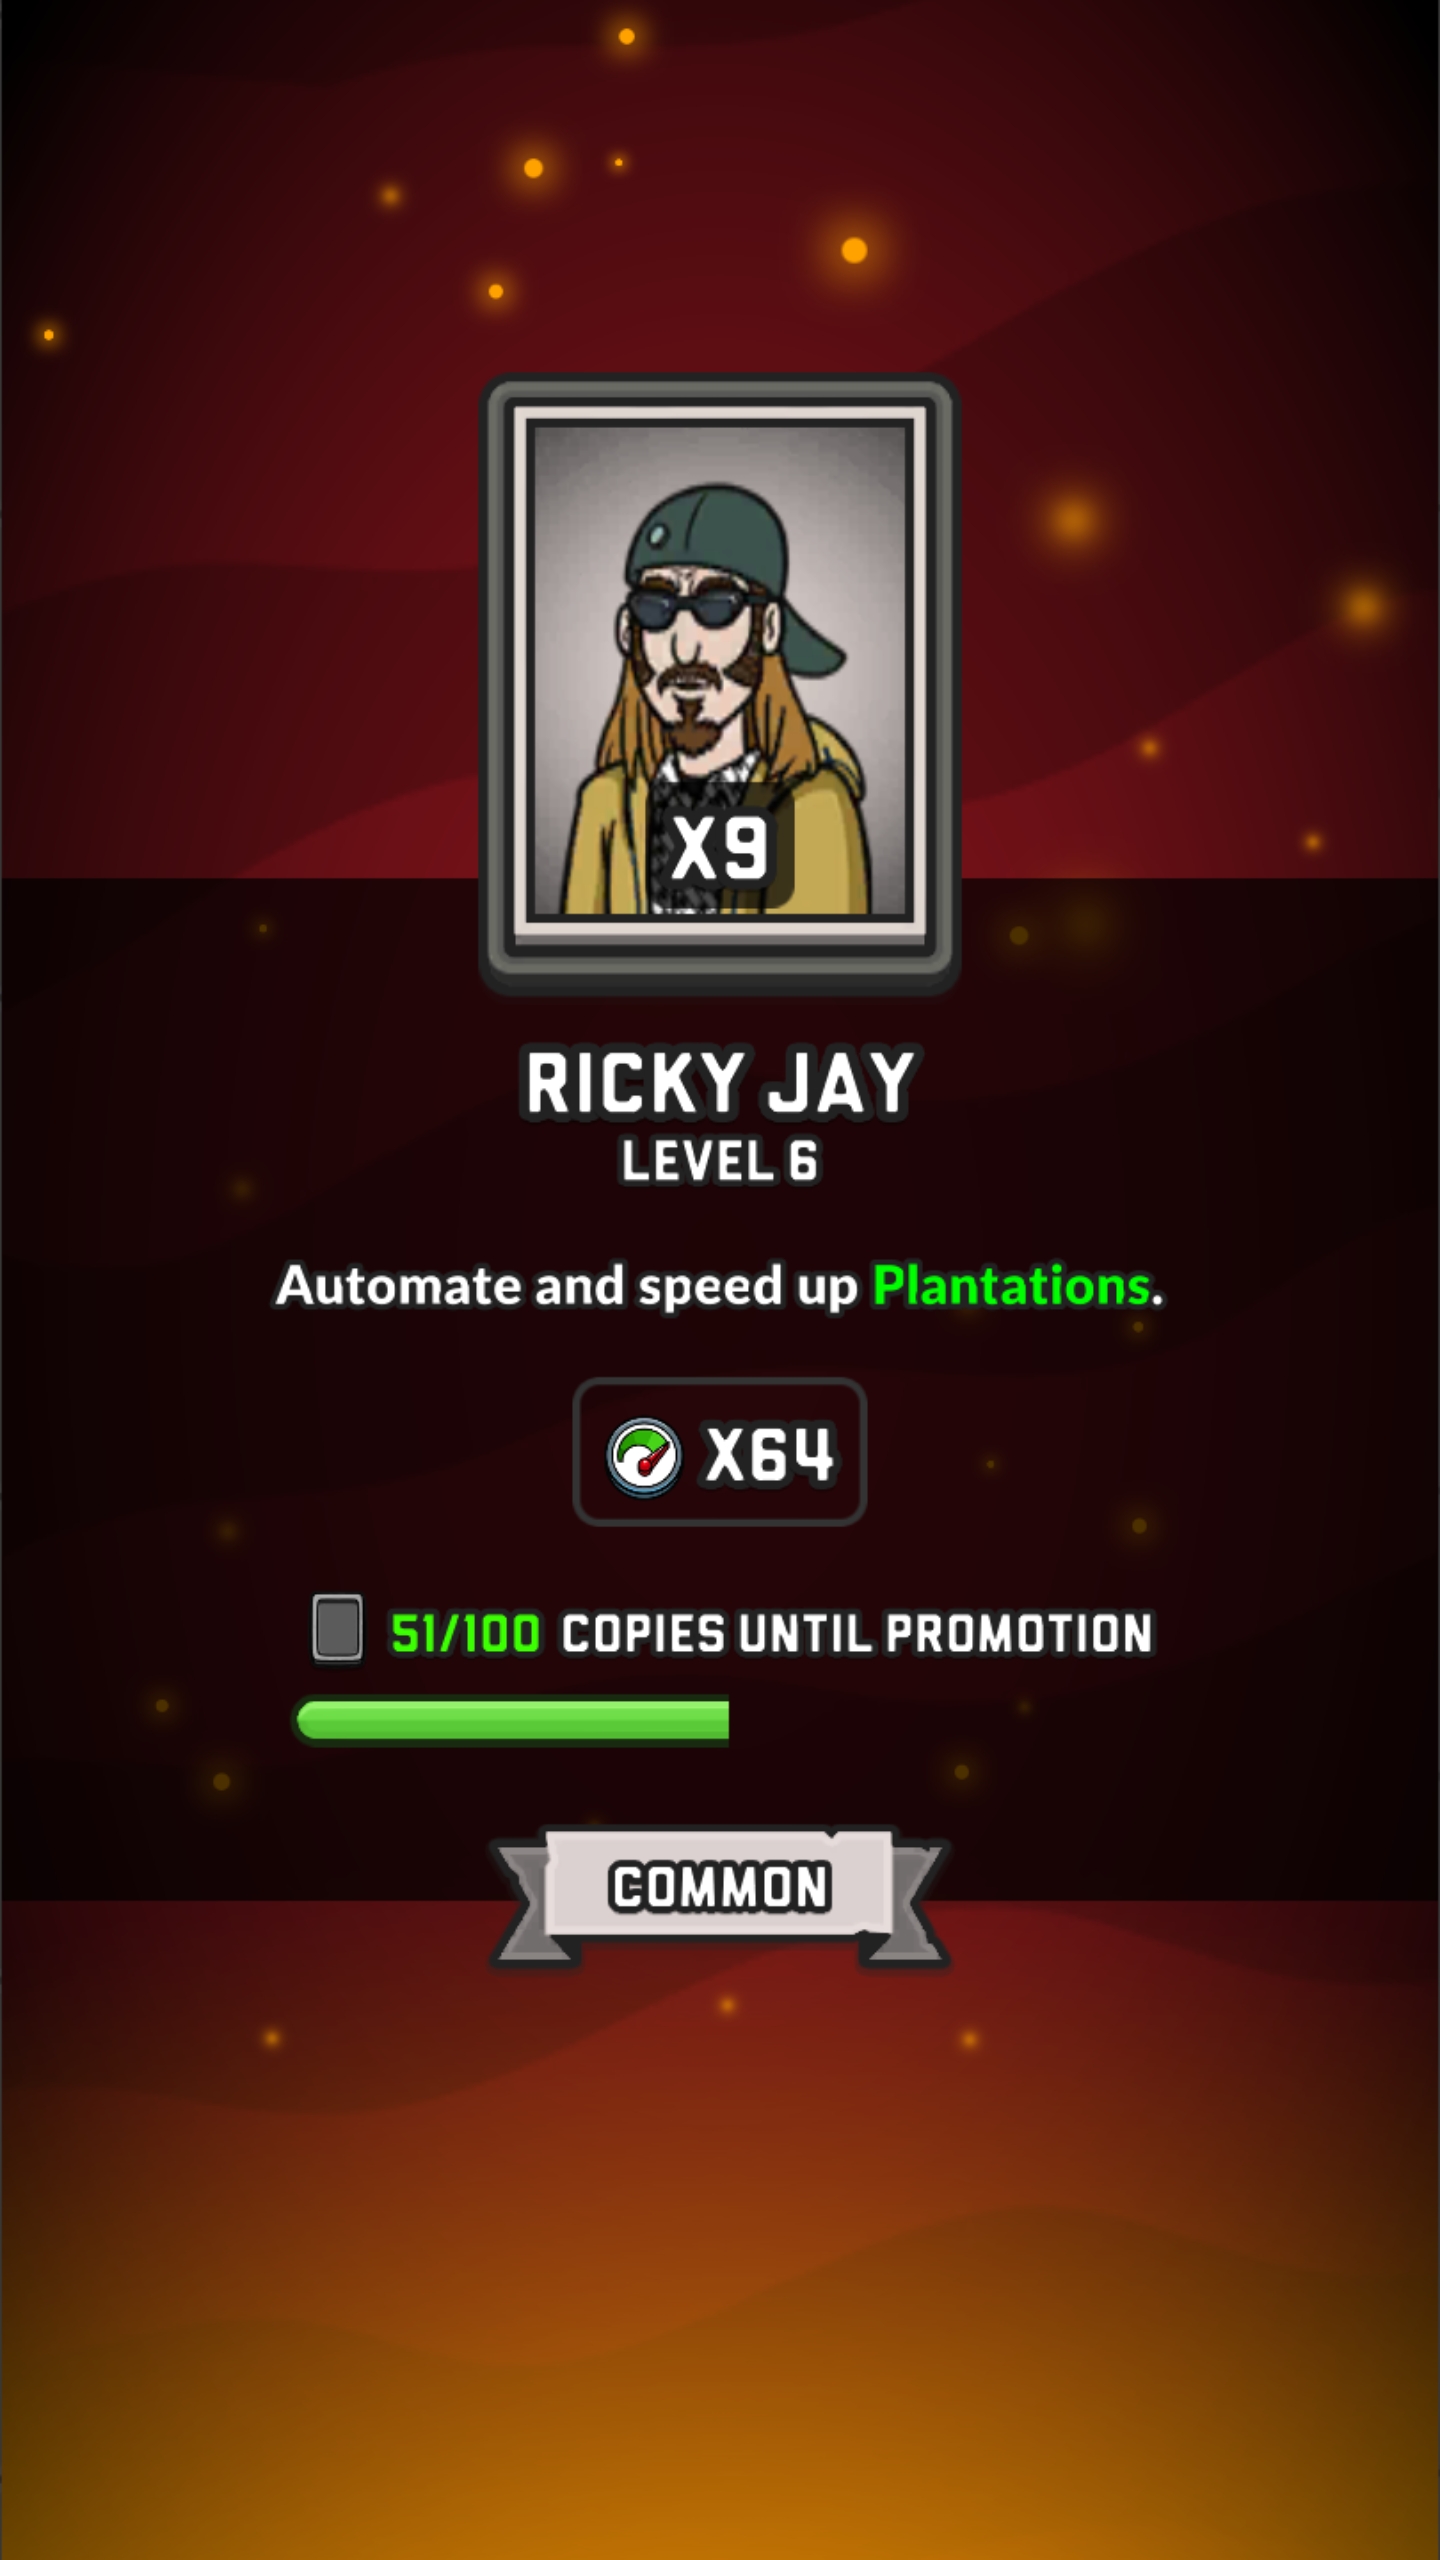 X9
RICKY JAY
LEVEL 6
Automate and speed up Plantations.
X64
51/100 COPIES UNTIL PROMOTION
COMMON